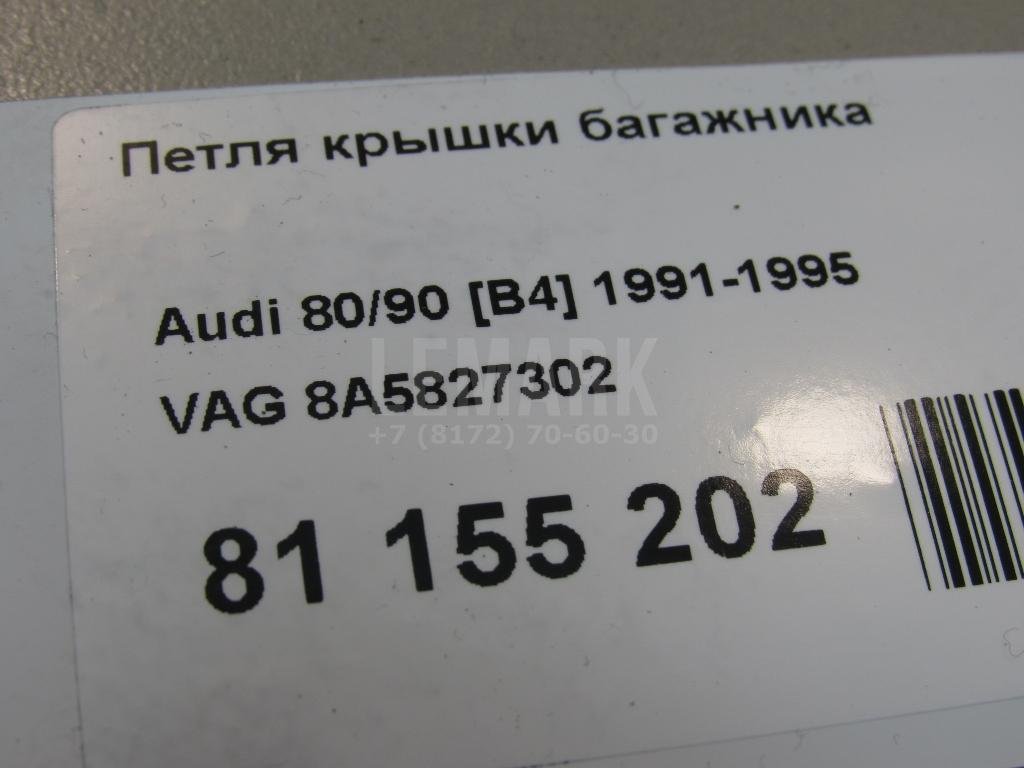 Петля крышки багажника
Audi 80/90 [B4] 1991-1995
VAG 8A5827302
LEMARK
+7 (8172) 70-60-30
81 155 202